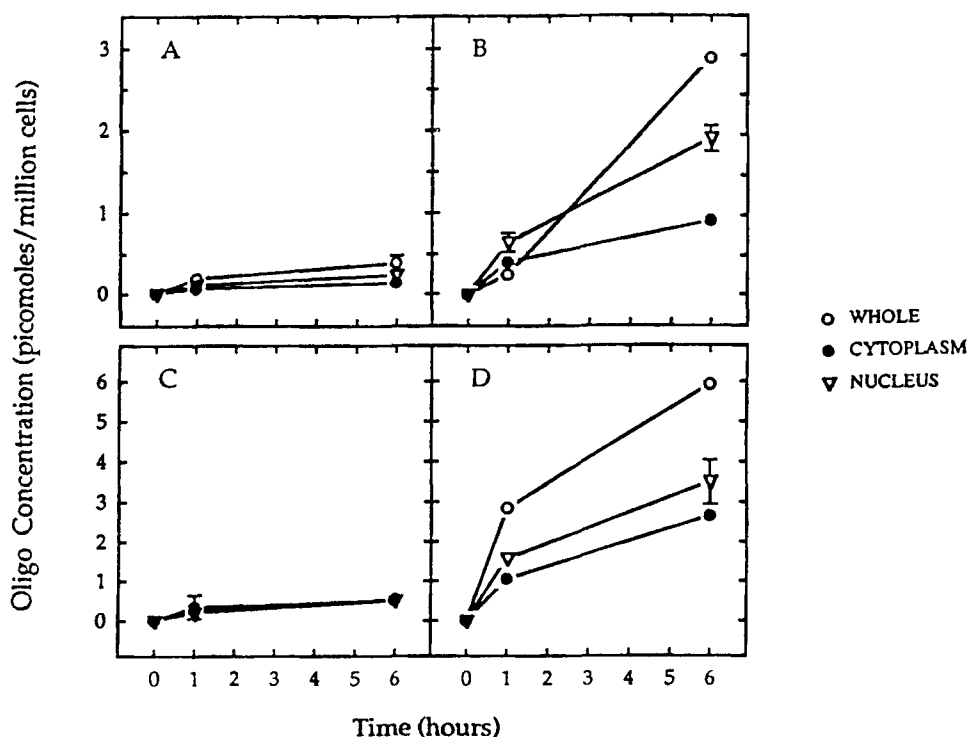 Oligo Concentration (picomoles/million cells)
A
B
3
2
1
0
C
D
6
5
4
3
2
1
0
0 1 2 3 4 5 6
0 1 2 3 4 5 6
Time (hours)
WHOLE
CYTOPLASM
NUCLEUS